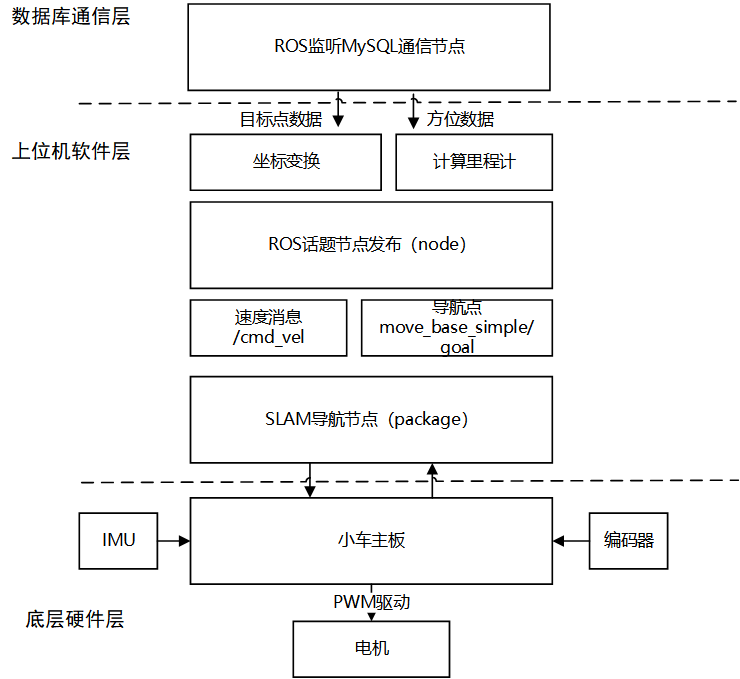 数据库通信层
ROS监听MySQL通信节点
目标点数据
方位数据
上位机软件层
坐标变换
计算里程计
ROS话题节点发布（node）
速度消息
/cmd_vel
导航点
move_base_simple/
goal
SLAM导航节点（package）
IMU
小车主板
编码器
PWM驱动
底层硬件层
电机